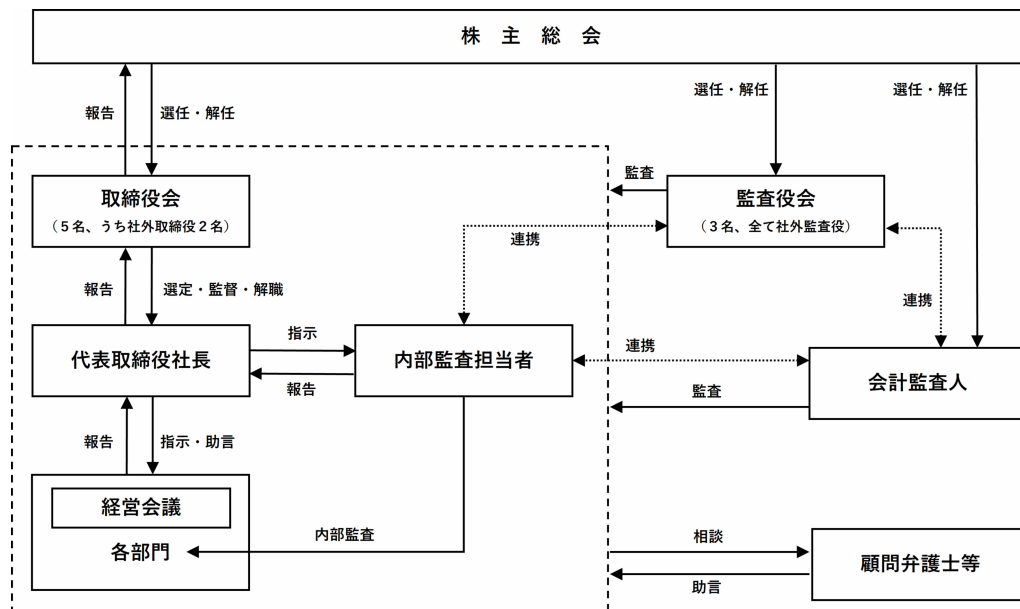 株 主 総 会
報告
選任・解任
選任・解任
選任・解任
取締役会
(5名、うち社外取締役2名)
監査
監査役会
(3名、全て社外監査役)
連携
連携
報告
選定・監督・解職
代表取締役社長
指示
報告
内部監査担当者
連携
監査
会計監査人
報告
指示・助言
経営会議
各部門
内部監査
相談
助言
顧問弁護士等